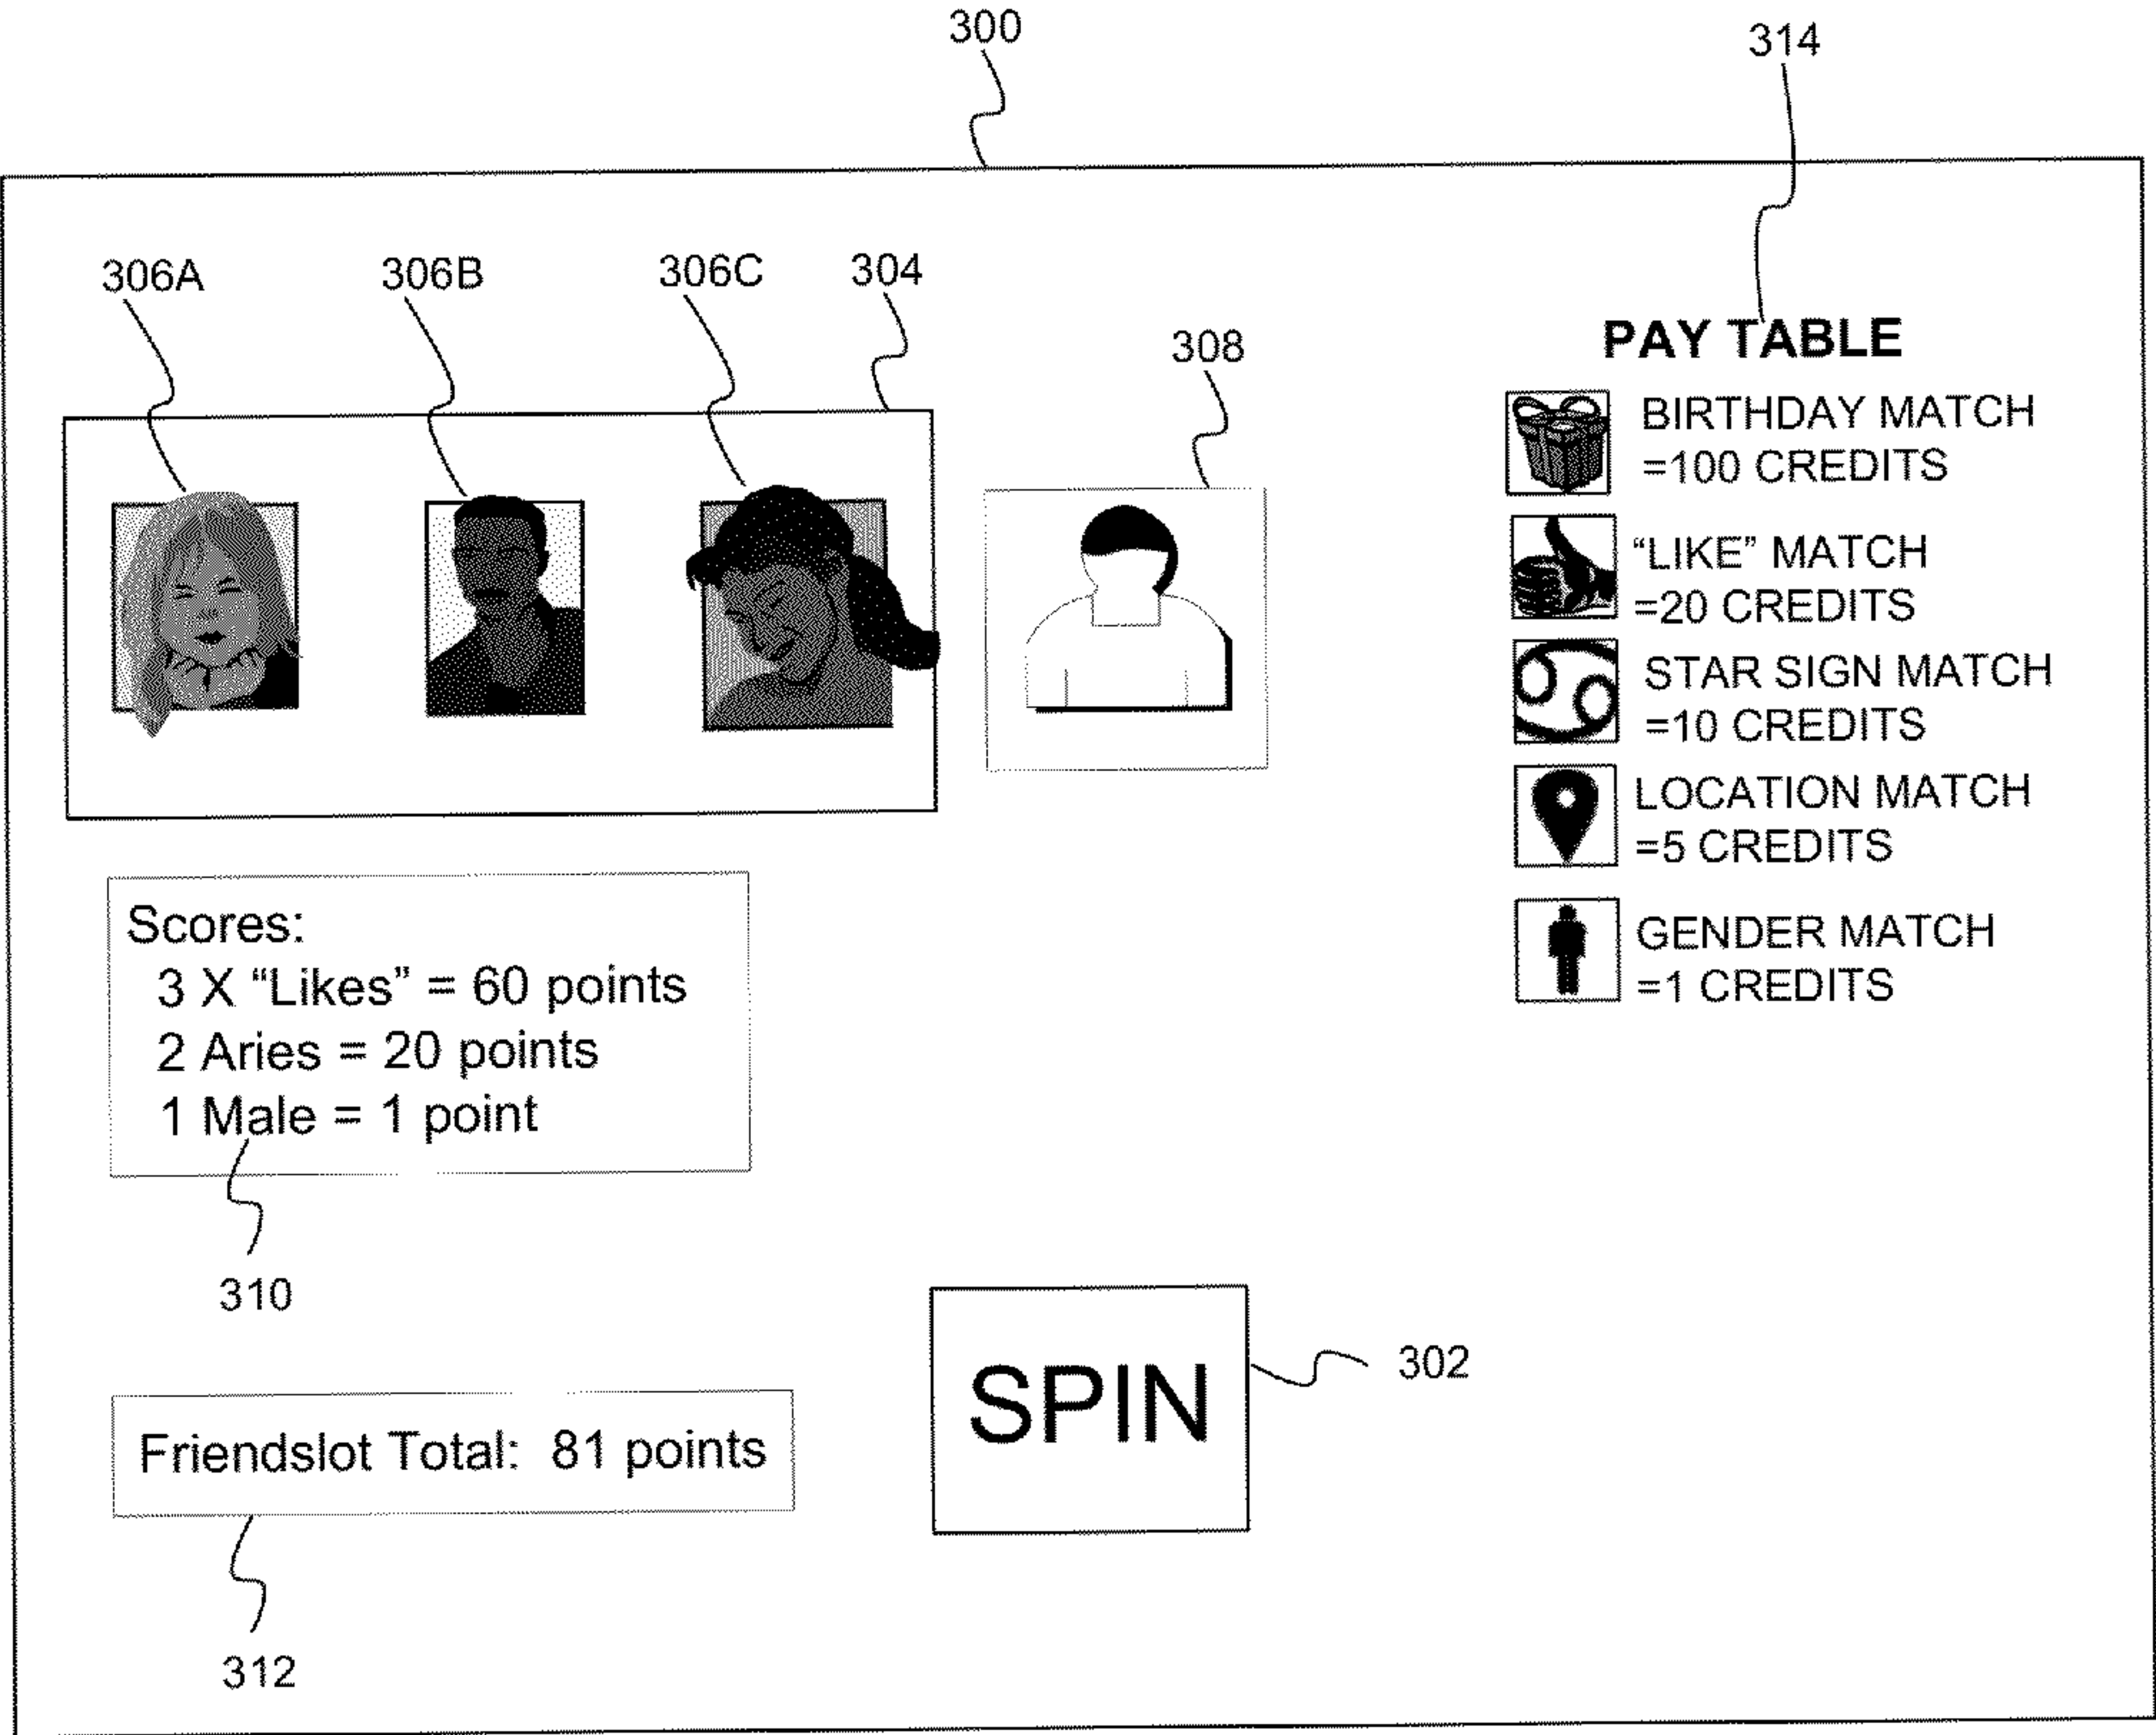 300
314
306A
306B
306C
304
308
PAY TABLE
BIRTHDAY MATCH
=100 CREDITS
“LIKE” MATCH
=20 CREDITS
STAR SIGN MATCH
=10 CREDITS
LOCATION MATCH
=5 CREDITS
GENDER MATCH
=1 CREDITS
Scores:
3 X “Likes” = 60 points
2 Aries = 20 points
1 Male = 1 point
310
SPIN
302
Friendslot Total: 81 points
312